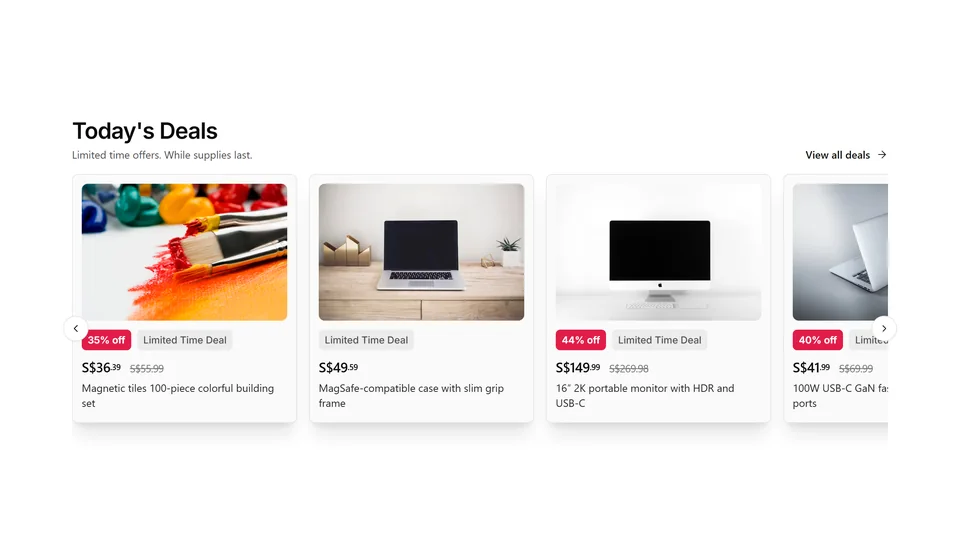 Today's Deals
Limited time offers. While supplies last.
View all deals
35% off
Limited Time Deal
S$36.39
S$55.99
Magnetic tiles 100-piece colorful building
set
Limited Time Deal
S$49.59
MagSafe-compatible case with slim grip
frame
44% off
Limited Time Deal
S$149.99
S$269.98
16” 2K portable monitor with HDR and
USB-C
40% off
S$41.99
S$69.99
100W USB-C GaN
ports